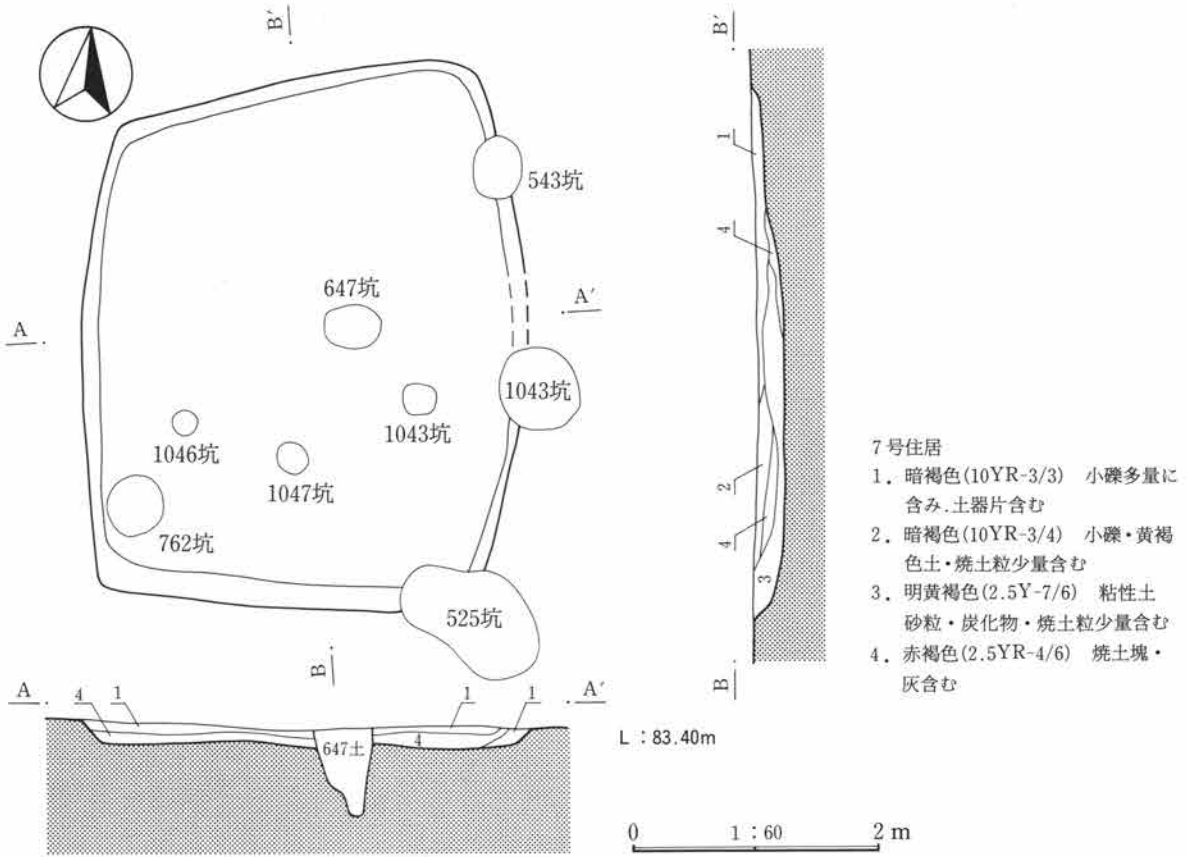 B′
543坑
647坑
A
A′
1043坑
1043坑
1046坑
1047坑
762坑
525坑
B
A
4
1
1
1
A′
647土
4
B′
1
4
2
4
3
B
L：83.40m
0
1：60
2 m
7号住居
1．暗褐色(10YR-3/3)　小礫多量に
含み.土器片含む
2．暗褐色(10YR-3/4)　小礫・黄褐
色土・焼土粒少量含む
3．明黄褐色(2.5Y-7/6)　粘性土
砂粒・炭化物・焼土粒少量含む
4．赤褐色(2.5YR-4/6)　焼土塊・
灰含む